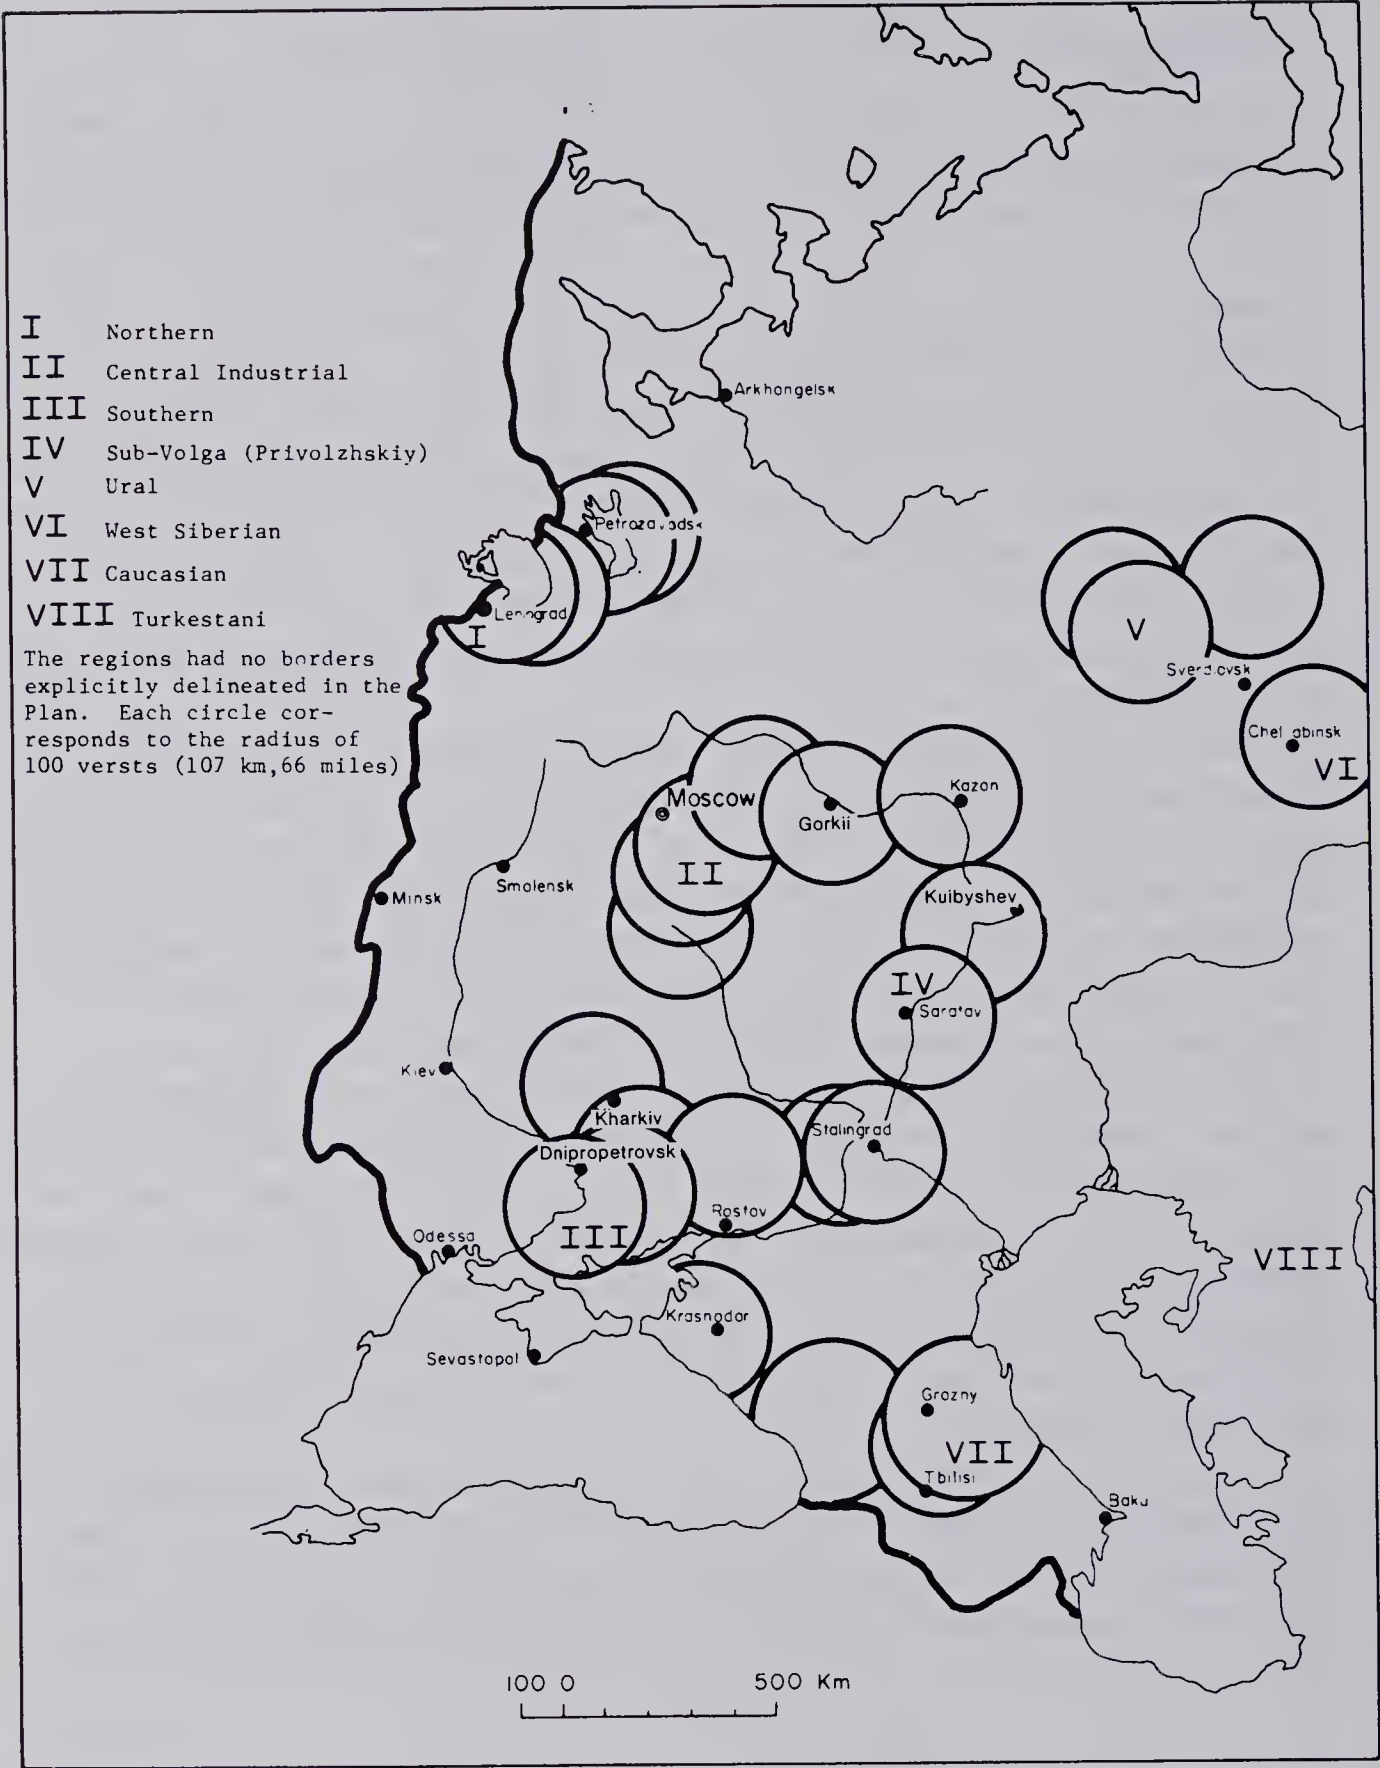 I Northern
II Central Industrial
III Southern
IV Sub-Volga (Privolzhskiy)
V Ural
VI West Siberian
VII Caucasian
VIII Turkestani
The regions had no borders
explicitly delineated in the
Plan. Each circle cor-
responds to the radius of
100 versts (107 km,66 miles)
Arkhangelsk
Petrozavodsk
Leningrad
I
V
Sverdlovsk
Chel abinsk
VI
Moscow
Kazan
Gorkii
II
Smolensk
Minsk
Kuibyshev
IV
Saratav
Kiev
Kharkiv
Stalingrad
Dnipropetrovsk
Rostov
III
Odessa
VIII
Krasnodar
Sevastopol
Grozny
VII
Tbilisi
Baku
100 0 500 Km